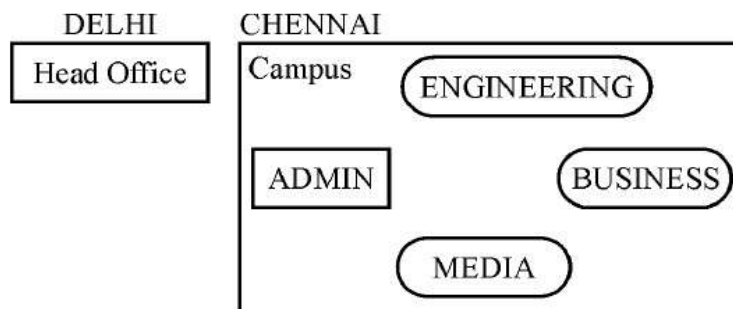 DELHI
CHENNAI
Head Office
Campus
ENGINEERING
ADMIN
BUSINESS
MEDIA